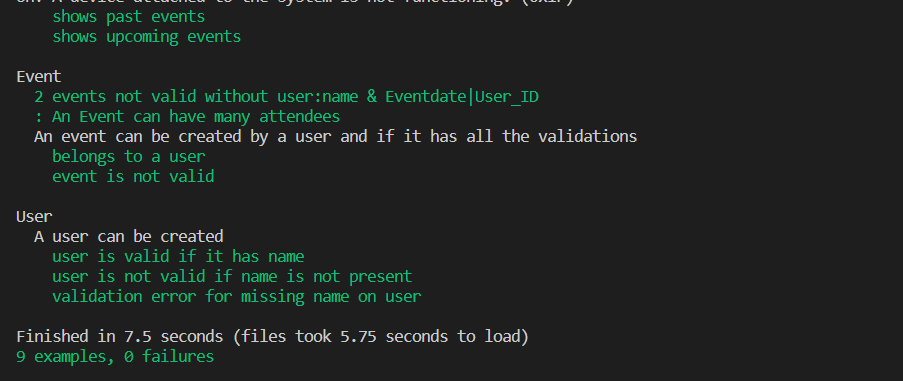 A device attached to the system is not functioning. (0x1F)
shows past events
shows upcoming events
Event
2 events not valid without user:name & Eventdate|User_ID
: An Event can have many attendees
An event can be created by a user and if it has all the validations
belongs to a user
event is not valid
User
A user can be created
user is valid if it has name
user is not valid if name is not present
validation error for missing name on user
Finished in 7.5 seconds (files took 5.75 seconds to load)
9 examples, 0 failures